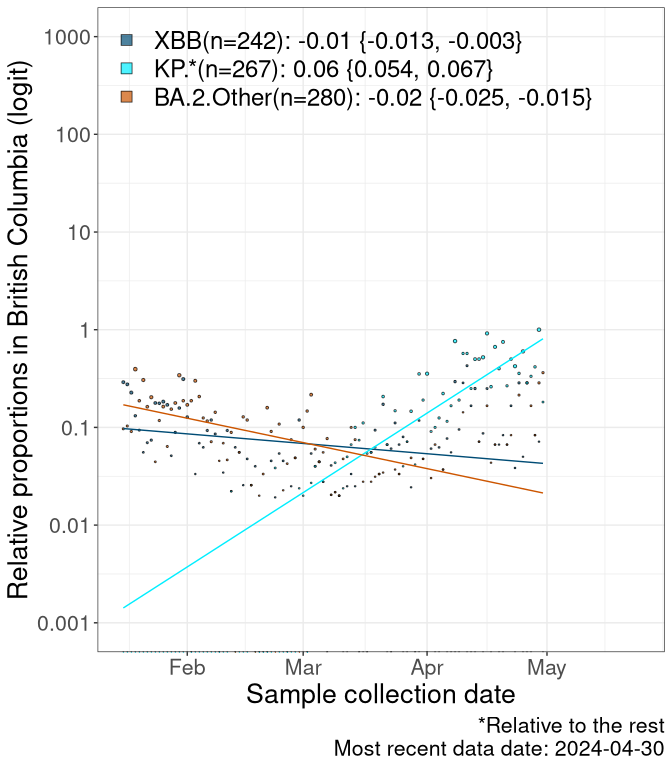 XBB(n=242): -0.01 {-0.013, -0.003}
KP.*(n=267): 0.06 {0.054, 0.067}
BA.2.Other(n=280): -0.02 {-0.025, -0.015}
Relative proportions in British Columbia (logit)
1000
100
10
1
0.1
0.01
0.001
Feb Mar Apr May
Sample collection date
*Relative to the rest
Most recent data date: 2024-04-30